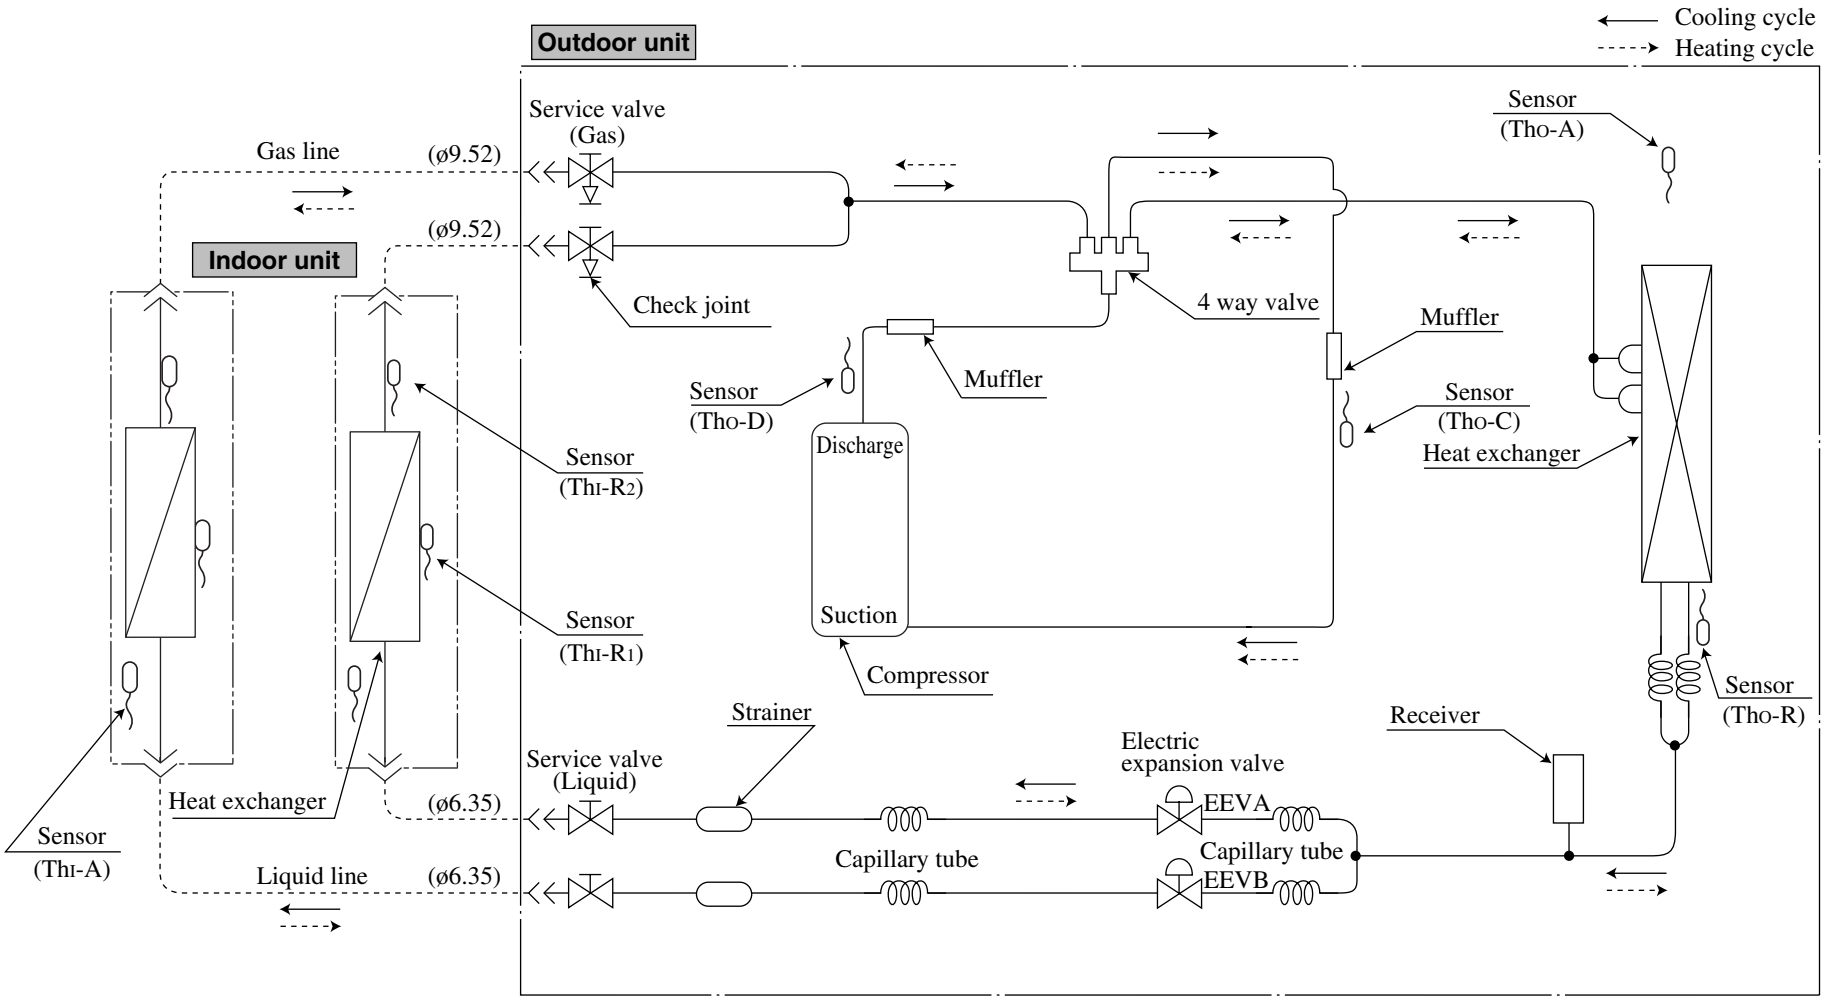 Cooling cycle
Heating cycle
Outdoor unit
Service valve
(Gas)
Sensor
(Tho-A)
Gas line
(ø9.52)
(ø9.52)
Indoor unit
Check joint
4 way valve
Muffler
Muffler
Sensor
(Tho-D)
Sensor
(Tho-C)
Discharge
Heat exchanger
Sensor
(ThI-R2)
Suction
Sensor
(ThI-R1)
Compressor
Sensor
(Tho-R)
Strainer
Receiver
Electric
expansion valve
Service valve
(Liquid)
Heat exchanger
(ø6.35)
EEVA
Sensor
(ThI-A)
Capillary tube
Capillary tube
Liquid line
(ø6.35)
EEVB